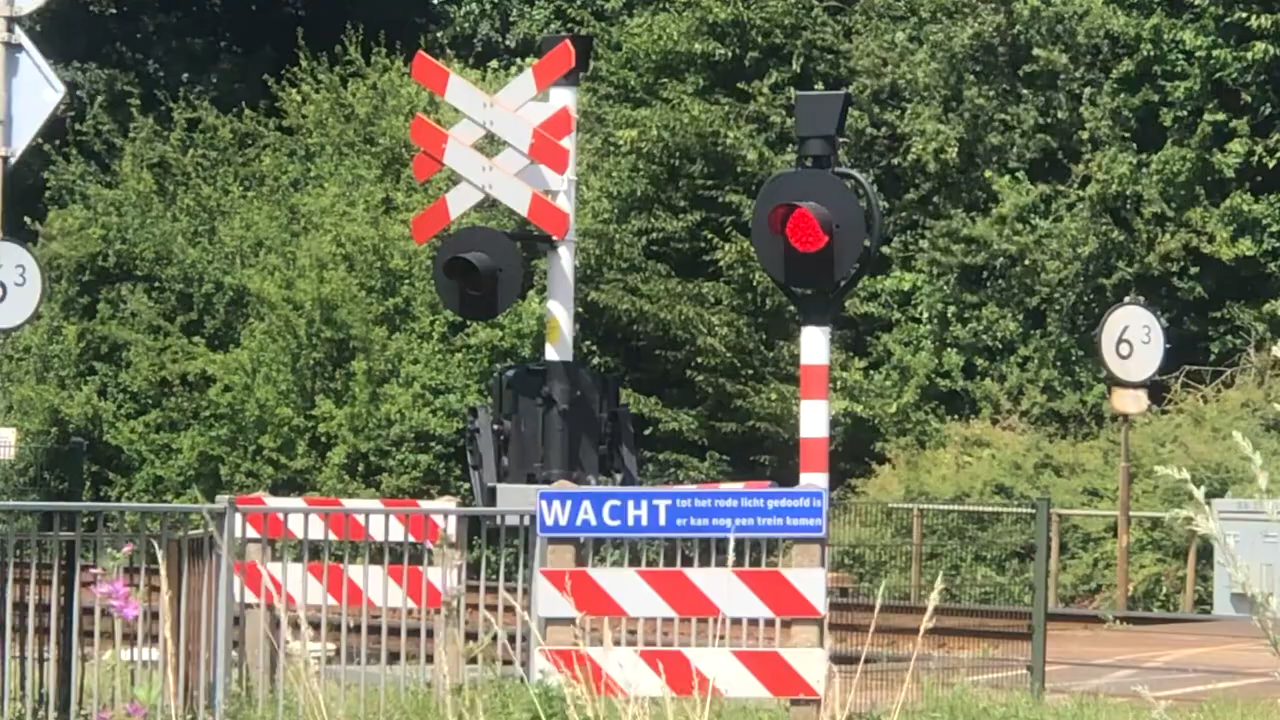 6 3
WACHT tot het rode licht gedoofd is
er kan nog een trein komen
6 3